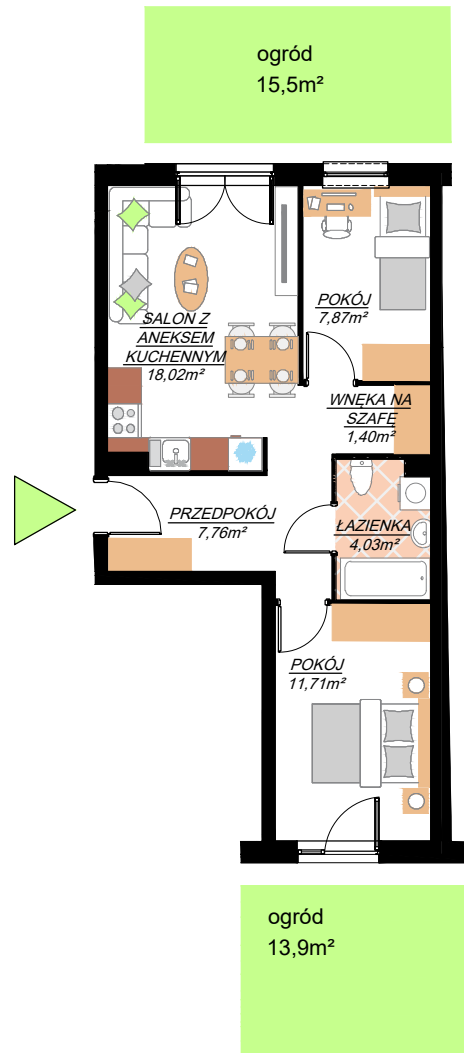 ogród
15,5m²
POKÓJ
7,87m²
SALON Z
ANEKSEM
KUCHENNYM
18,02m²
WNĘKA NA
SZAFĘ
1,40m²
PRZEDPOKÓJ
7,76m²
ŁAZIENKA
4,03m²
POKÓJ
11,71m²
ogród
13,9m²